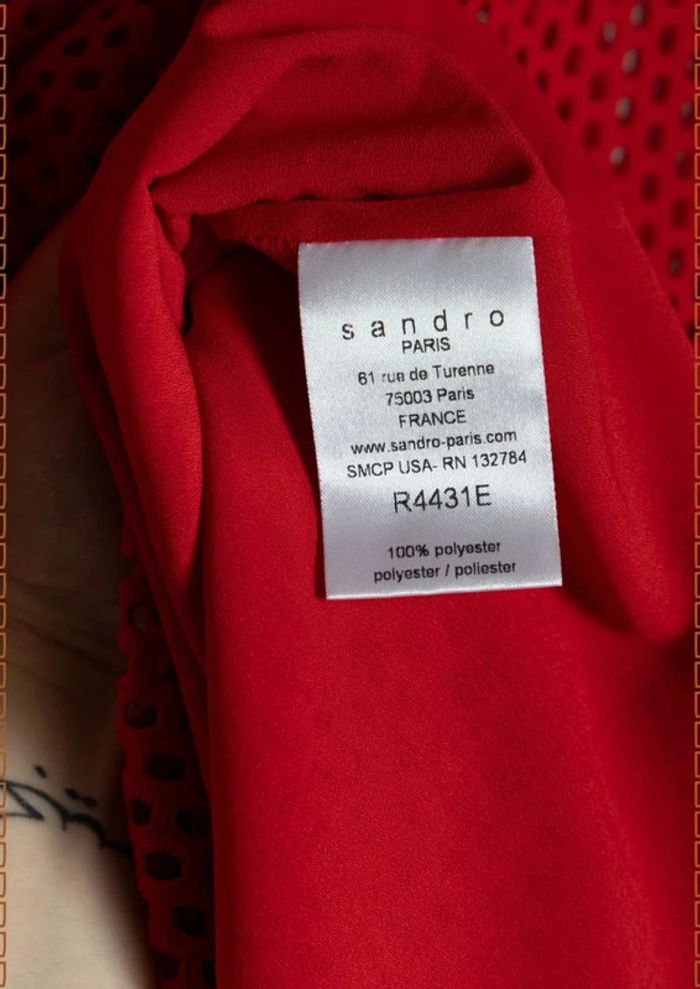 sandro
PARIS
61 rue de Turenne
75003 Paris
FRANCE
www.sandro-paris.com
SMCP USA- RN 132784
R4431E
100% polyester
polyester / poliester